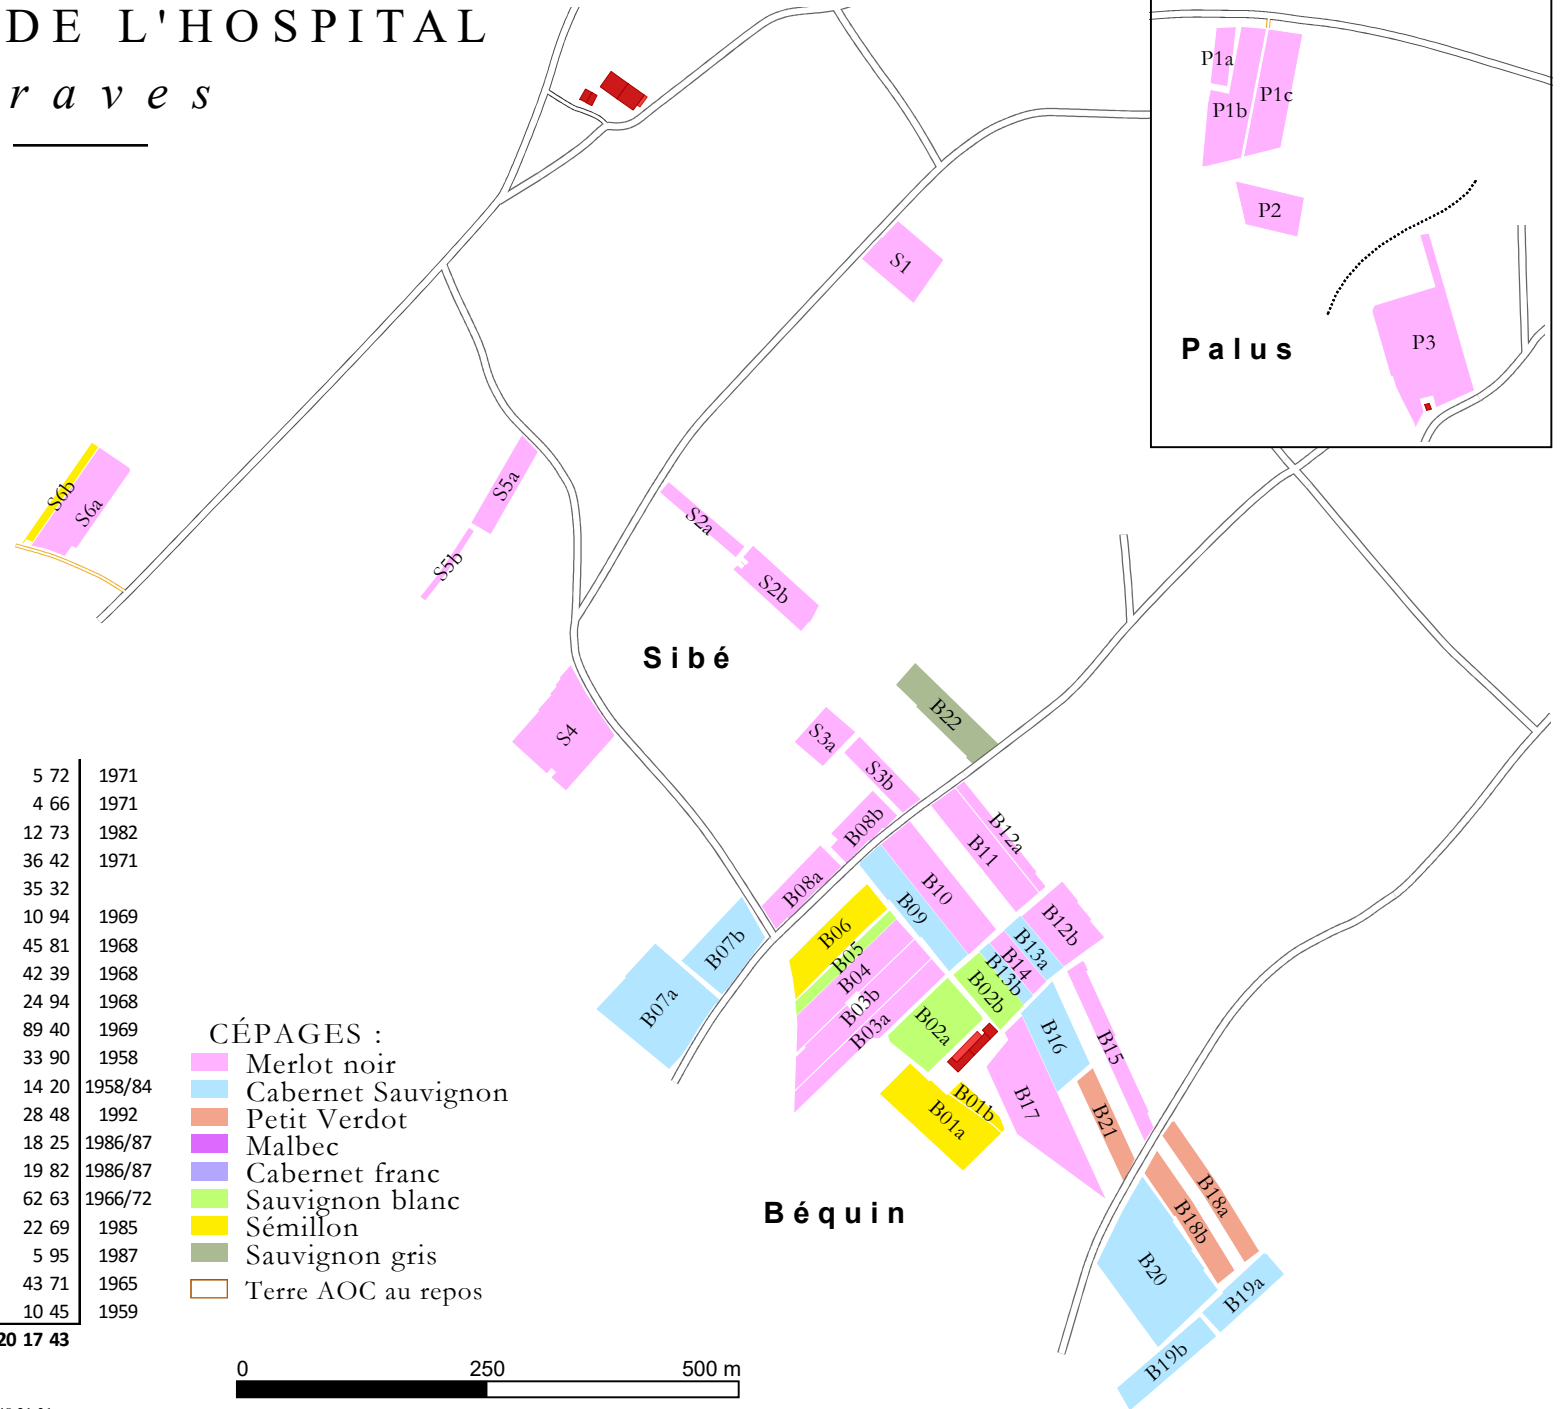 DE L'HOSPITAL
raves
P1a
P1b
P1c
P2
P3
Palus
S1
S6b
S6a
S5a
S5b
S2a
S2b
Sibé
S4
B22
S3a
S3b
B08b
B08a
B12a
B11
B10
B09
B12b
B13a
B14
B13b
B07b
B07a
B06
B05
B04
B03b
B03a
B02b
B02a
B16
B15
B17
B01b
B01a
B21
B18a
B18b
B20
B19a
B19b
Béquin
5 72 1971
4 66 1971
12 73 1982
36 42 1971
35 32
10 94 1969
45 81 1968
42 39 1968
24 94 1968
89 40 1969
33 90 1958
14 20 1958/84
28 48 1992
18 25 1986/87
19 82 1986/87
62 63 1966/72
22 69 1985
5 95 1987
43 71 1965
10 45 1959
20 17 43
CÉPAGES :
Merlot noir
Cabernet Sauvignon
Petit Verdot
Malbec
Cabernet franc
Sauvignon blanc
Sémillon
Sauvignon gris
Terre AOC au repos
0 250 500 m